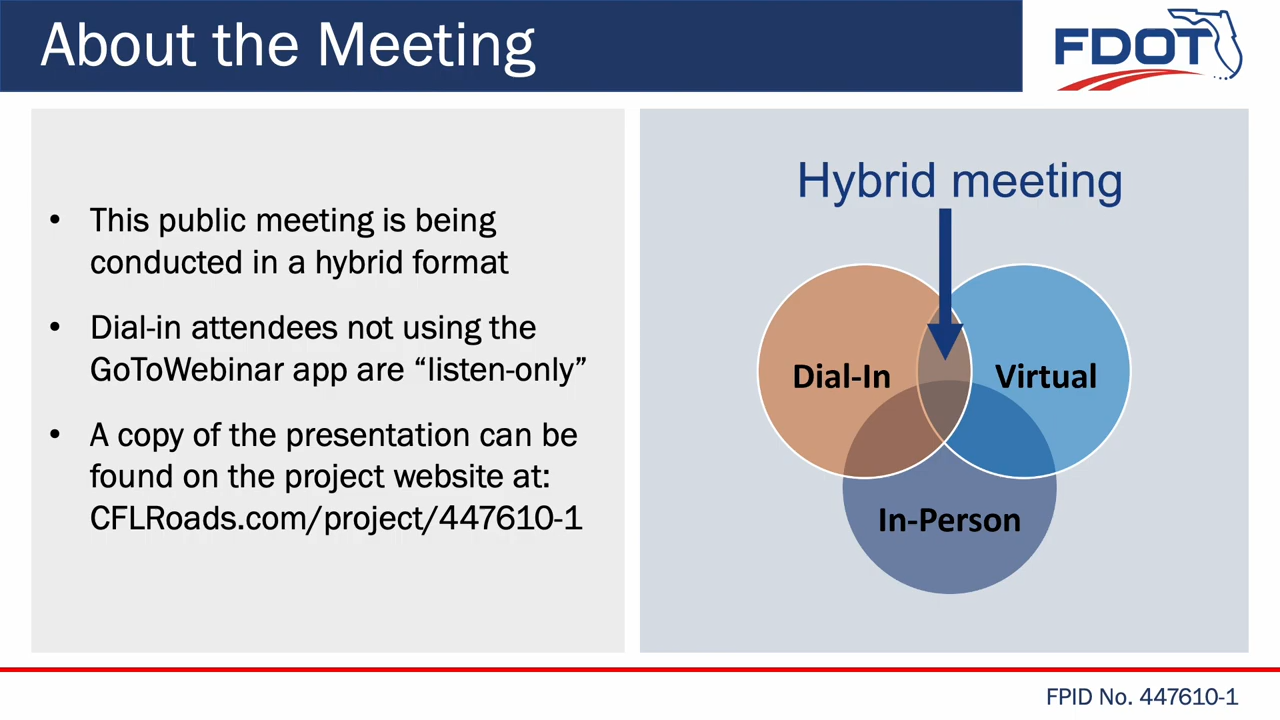 About the Meeting
FDOT
• This public meeting is being
conducted in a hybrid format
• Dial-in attendees not using the
GoToWebinar app are “listen-only”
• A copy of the presentation can be
found on the project website at:
CFLRoads.com/project/447610-1
Hybrid meeting
Dial-In
Virtual
In-Person
FPID No. 447610-1